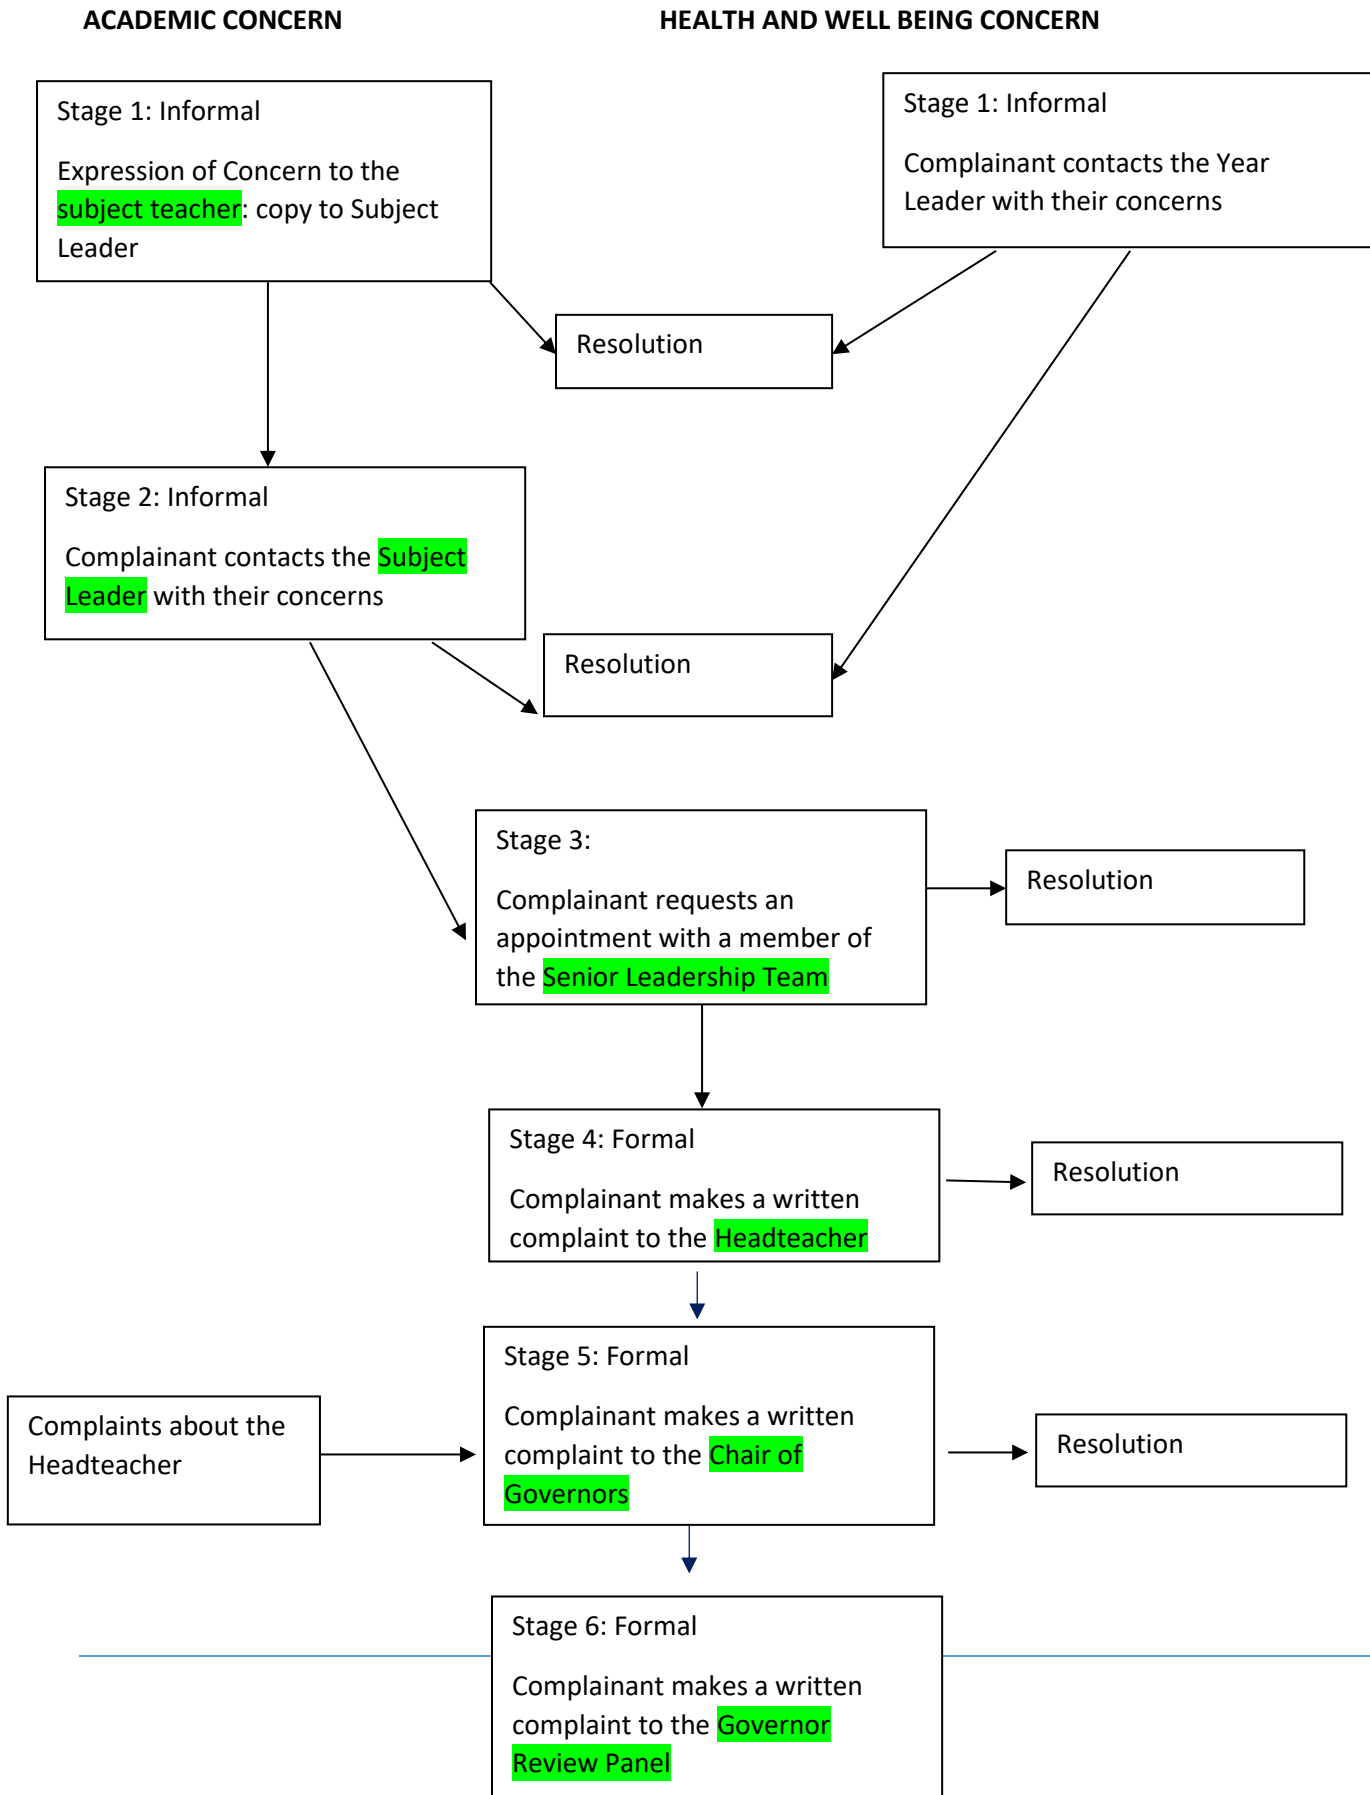 ACADEMIC CONCERN
HEALTH AND WELL BEING CONCERN
Stage 1: Informal
Expression of Concern to the
subject teacher: copy to Subject
Leader
Stage 1: Informal
Complainant contacts the Year
Leader with their concerns
Resolution
Stage 2: Informal
Complainant contacts the Subject
Leader with their concerns
Resolution
Stage 3:
Complainant requests an
appointment with a member of
the Senior Leadership Team
Resolution
Stage 4: Formal
Complainant makes a written
complaint to the Headteacher
Resolution
Complaints about the
Headteacher
Stage 5: Formal
Complainant makes a written
complaint to the Chair of
Governors
Resolution
Stage 6: Formal
Complainant makes a written
complaint to the Governor
Review Panel